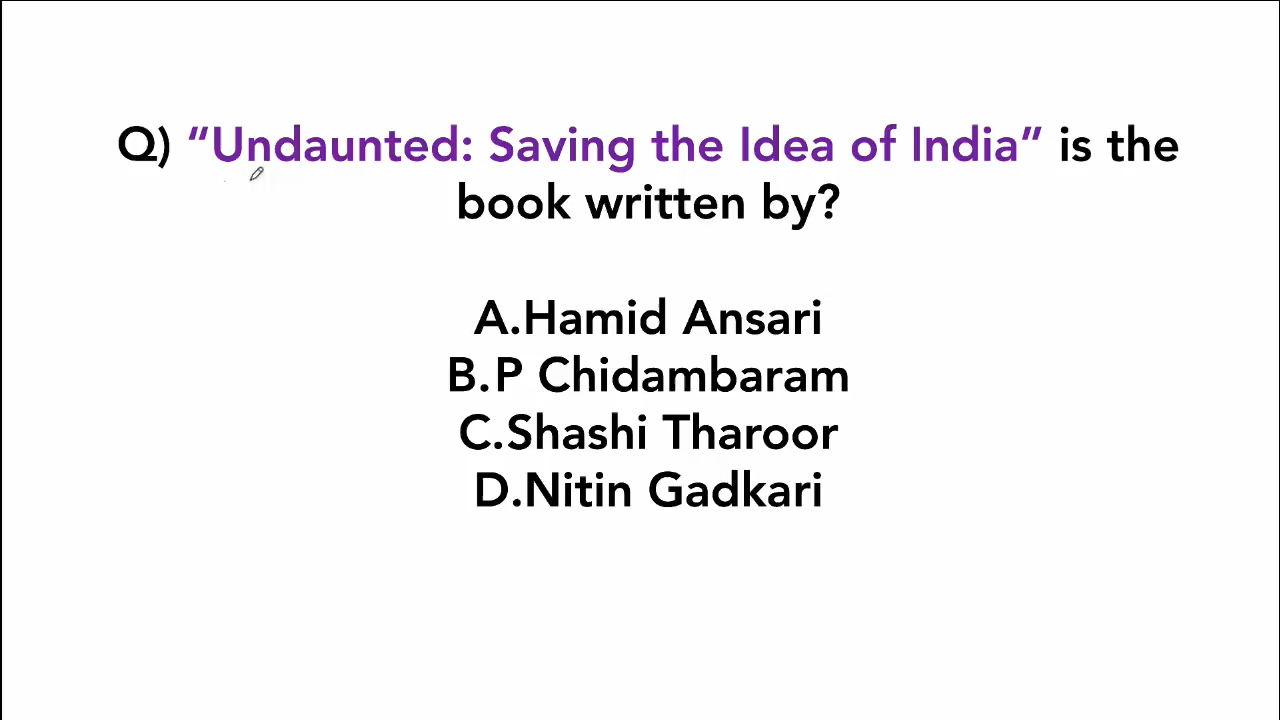 Q) “Undaunted: Saving the Idea of India” is the
book written by?
A.Hamid Ansari
B.P Chidambaram
C.Shashi Tharoor
D.Nitin Gadkari